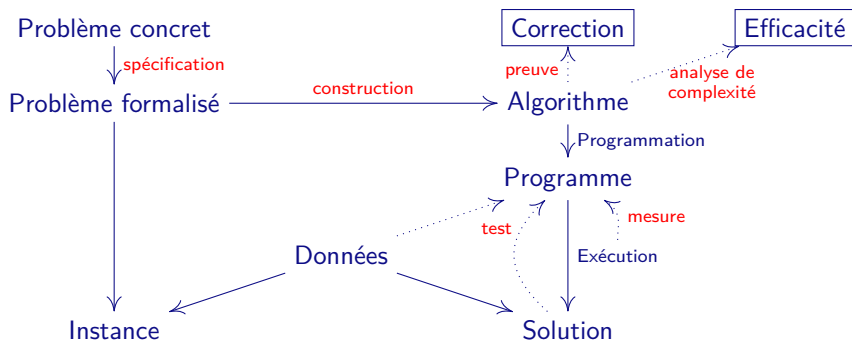 Problème concret
Correction
Efficacité
spécification
preuve
analyse de
complexité
Problème formalisé
construction
Algorithme
Programmation
Programme
test
mesure
Données
Exécution
Instance
Solution